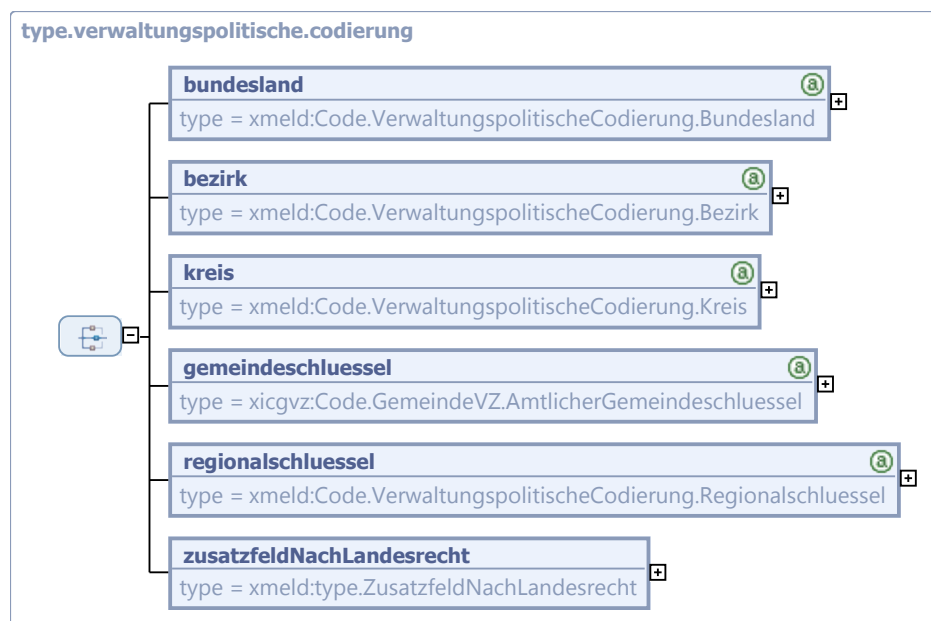 type.verwaltungspolitische.codierung
bundesland
type = xmeld:Code.VerwaltungspolitischeCodierung.Bundesland
bezirk
type = xmeld:Code.VerwaltungspolitischeCodierung.Bezirk
kreis
type = xmeld:Code.VerwaltungspolitischeCodierung.Kreis
gemeindeschluessel
type = xicgvz:Code.GemeindeVZ.AmtlicherGemeindeschluessel
regionalschluessel
type = xmeld:Code.VerwaltungspolitischeCodierung.Regionalschluessel
zusatzfeldNachLandesrecht
type = xmeld:type.ZusatzfeldNachLandesrecht